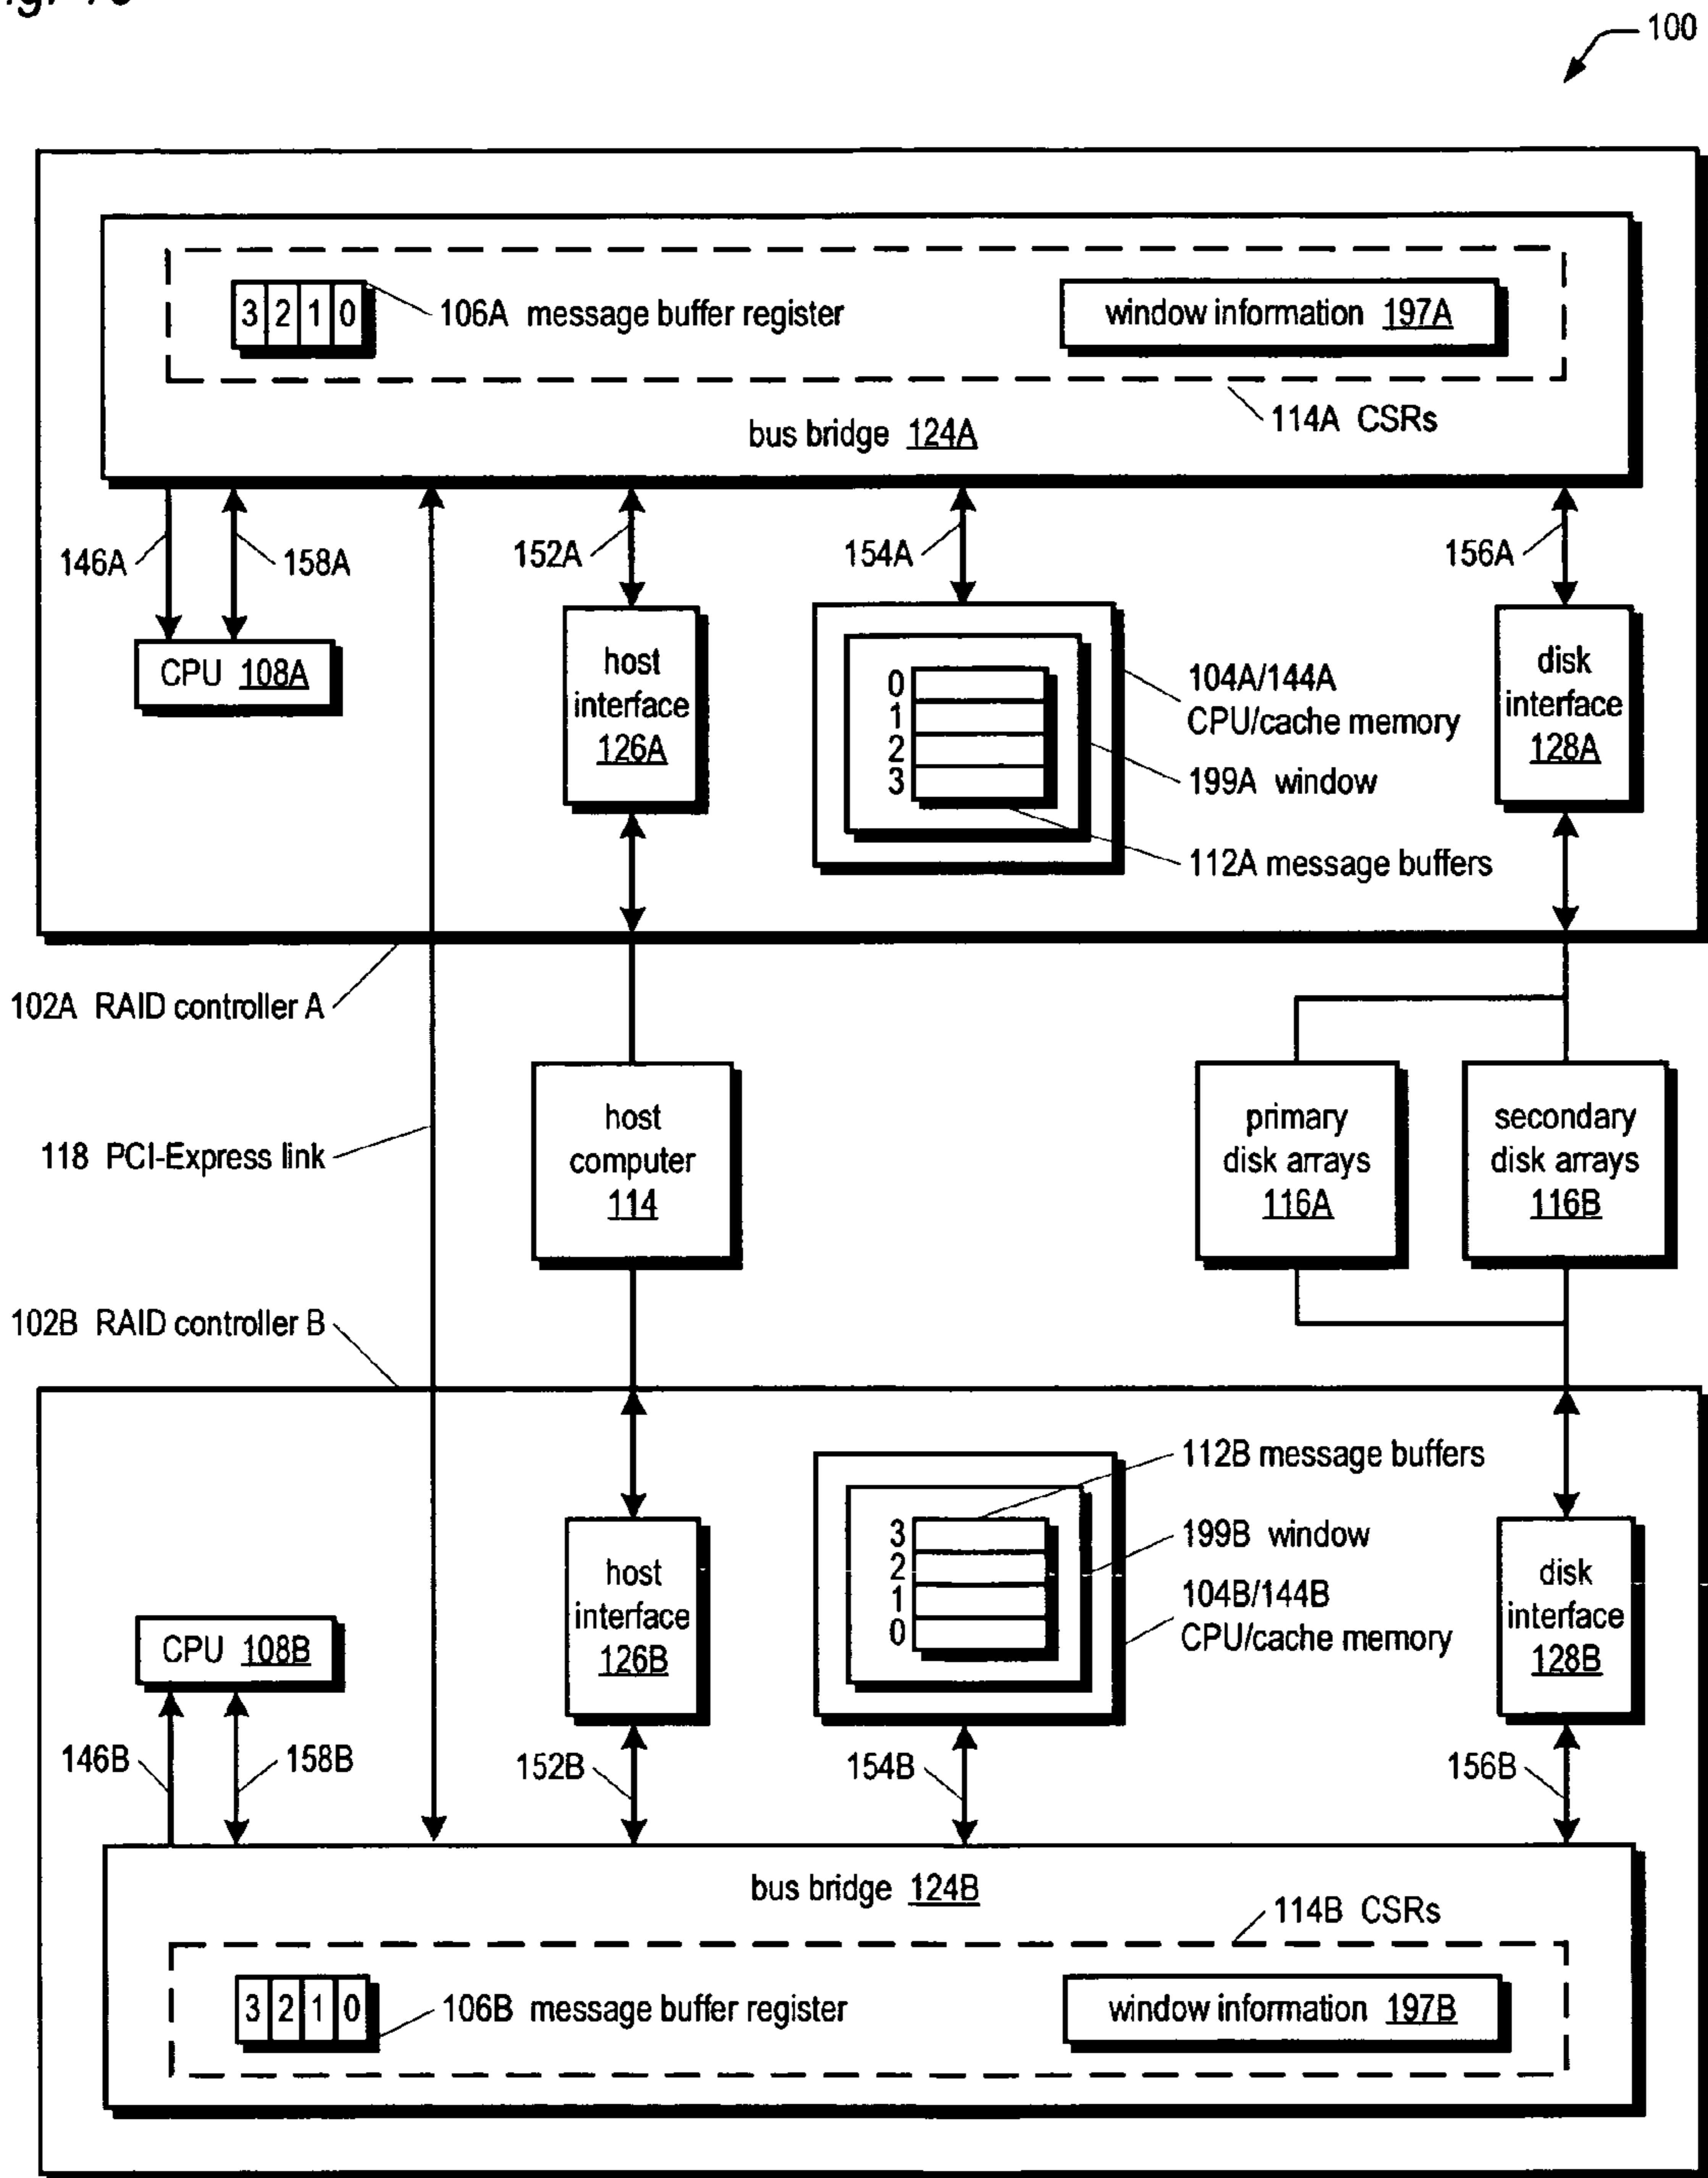 100
3 2 1 0
106A message buffer register
window information 197A
114A CSRs
bus bridge 124A
146A
158A
152A
154A
156A
CPU 108A
host
interface
126A
0
1
2
3
104A/144A
CPU/cache memory
199A window
112A message buffers
disk
interface
128A
102A RAID controller A
118 PCI-Express link
host
computer
114
primary
disk arrays
116A
secondary
disk arrays
116B
102B RAID controller B
112B message buffers
199B window
104B/144B
CPU/cache memory
3
2
1
0
host
interface
126B
disk
interface
128B
CPU 108B
146B
158B
152B
154B
156B
bus bridge 124B
114B CSRs
3 2 1 0
106B message buffer register
window information 197B